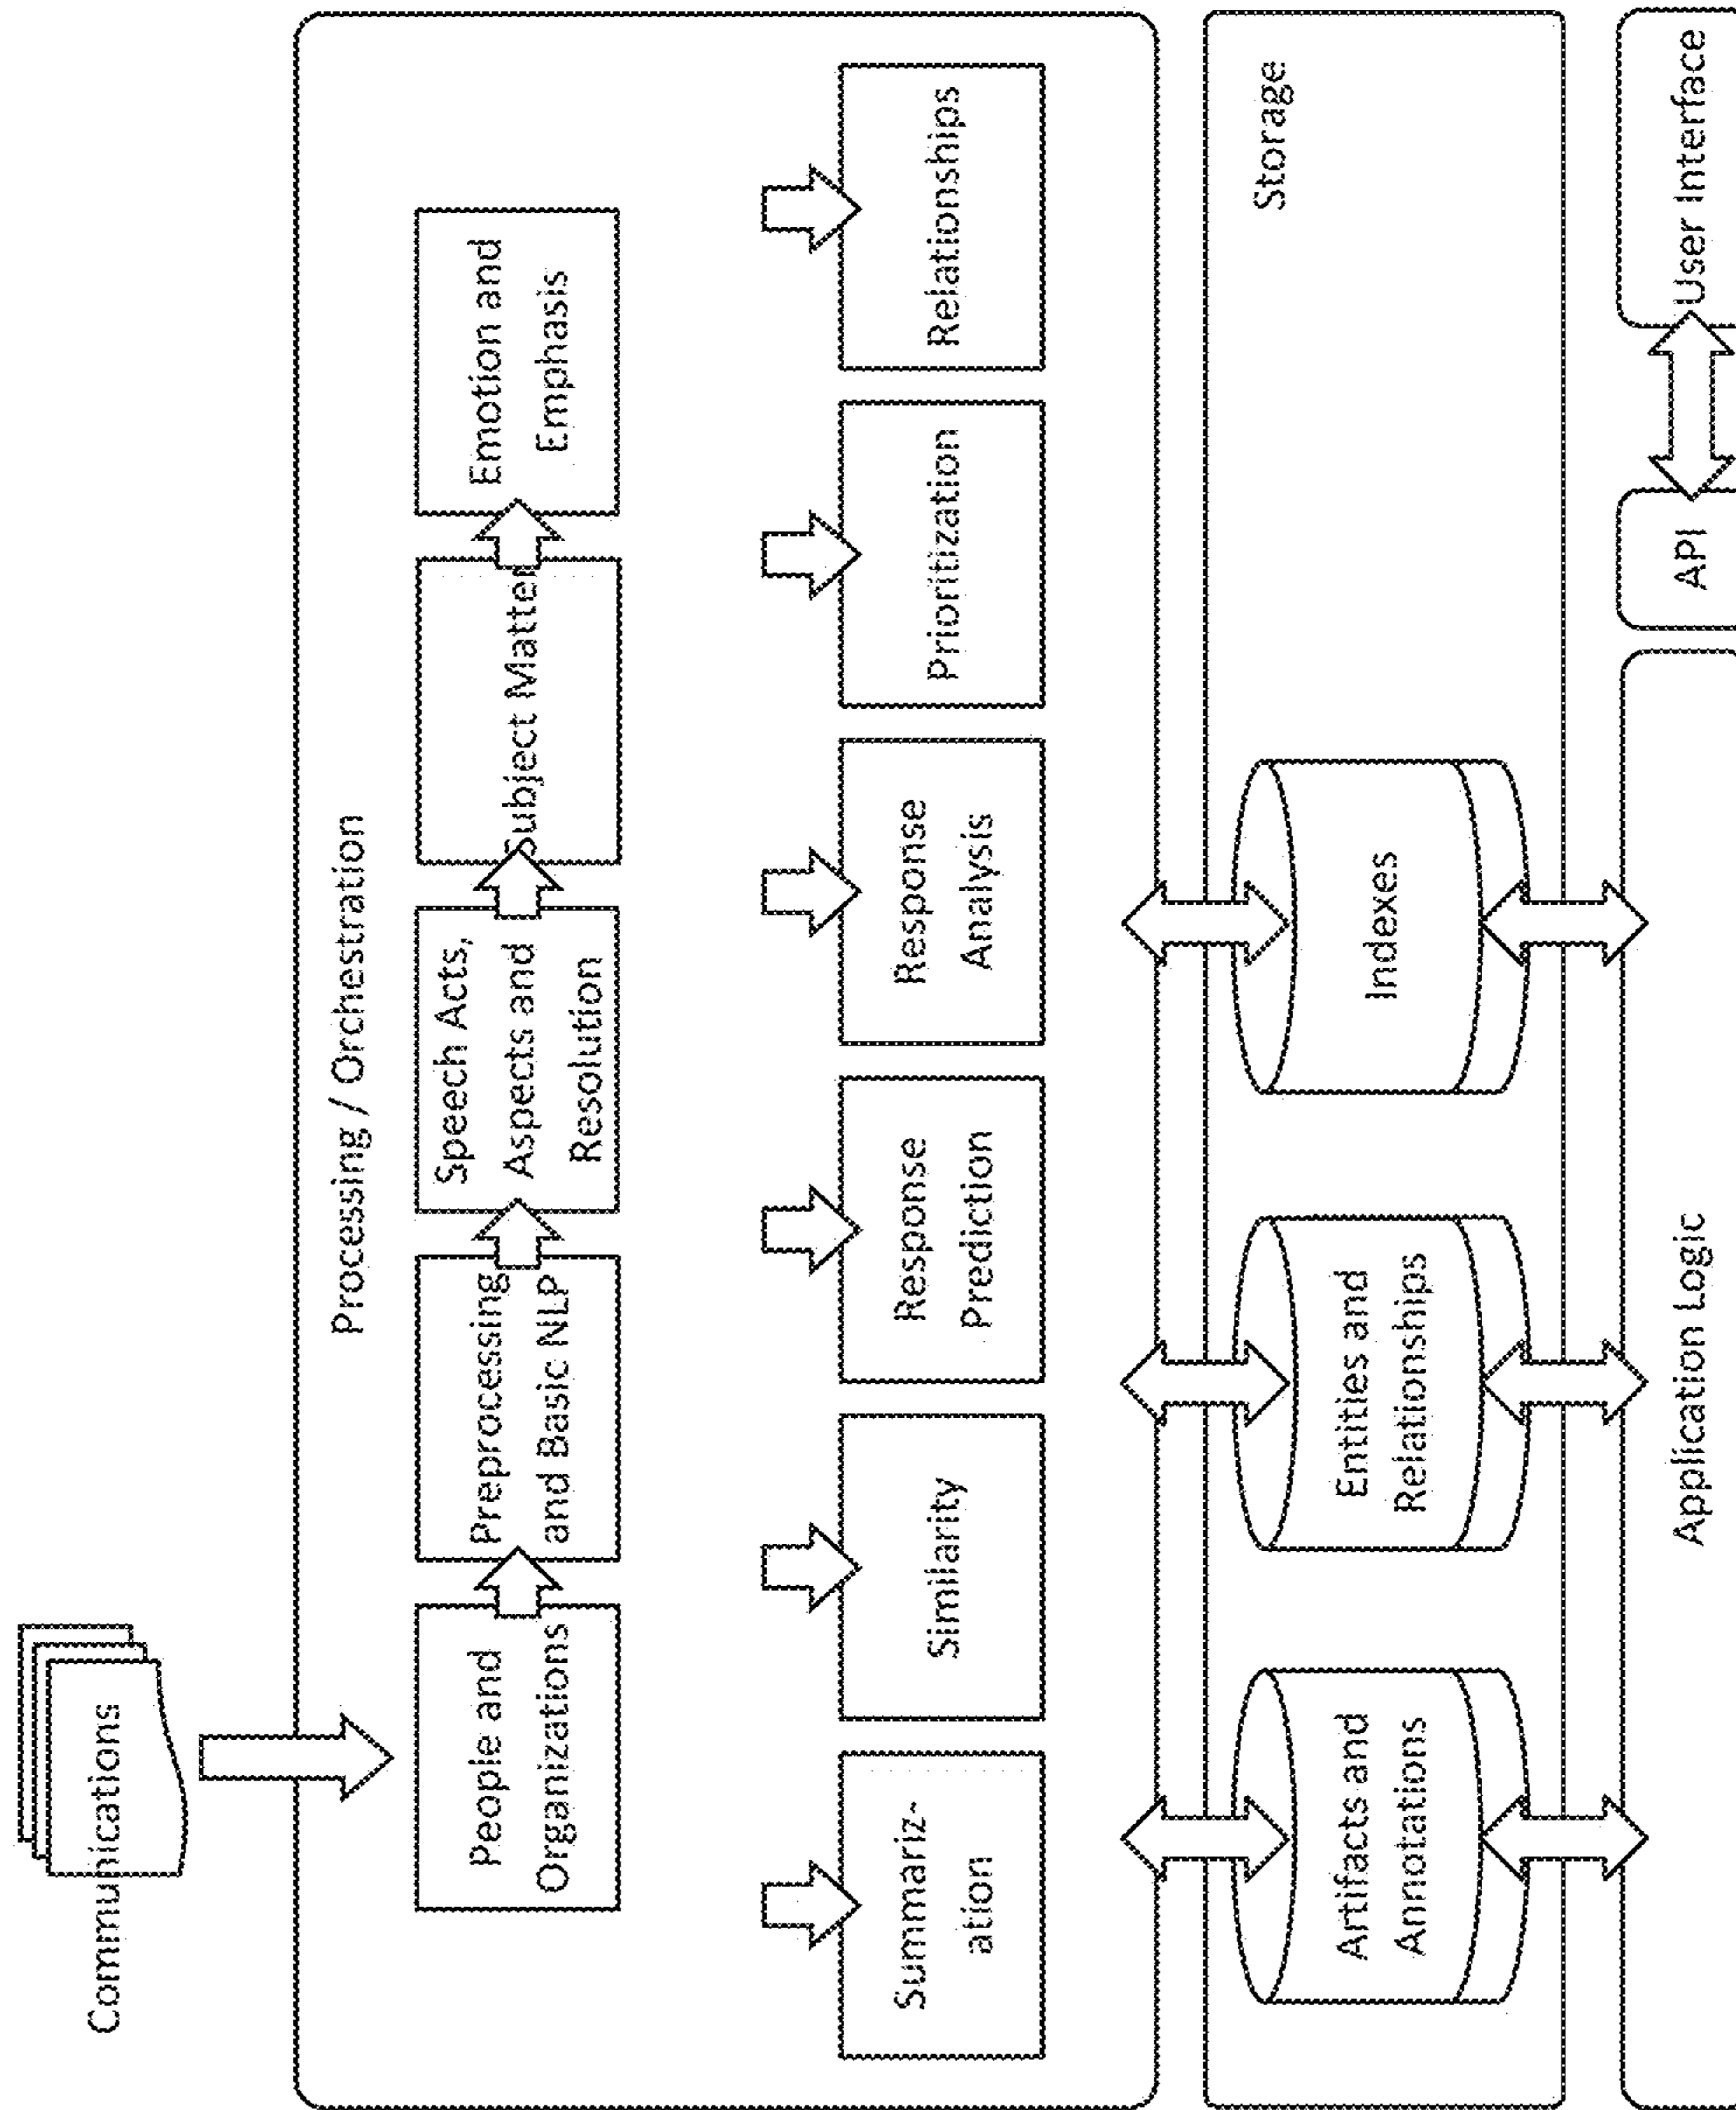 Communications
Processing / Orchestration
People and
Organizations
Preprocessing
and Basic NLP
Speech Acts,
Aspects and
Resolution
Subject Matter
Emotion and
Emphasis
Summariz-
ation
Similarity
Response
Prediction
Response
Analysis
Prioritization
Relationships
Storage
Artifacts and
Annotations
Entities and
Relationships
Indexes
Application Logic
API
User Interface